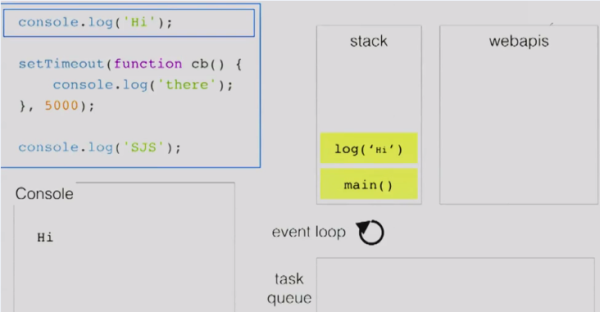 console.log('Hi');
setTimeout(function cb() {
console.log('there');
}, 5000);
console.log('SJS');
Console
Hi
stack
log('Hi')
main()
webapis
event loop
task
queue